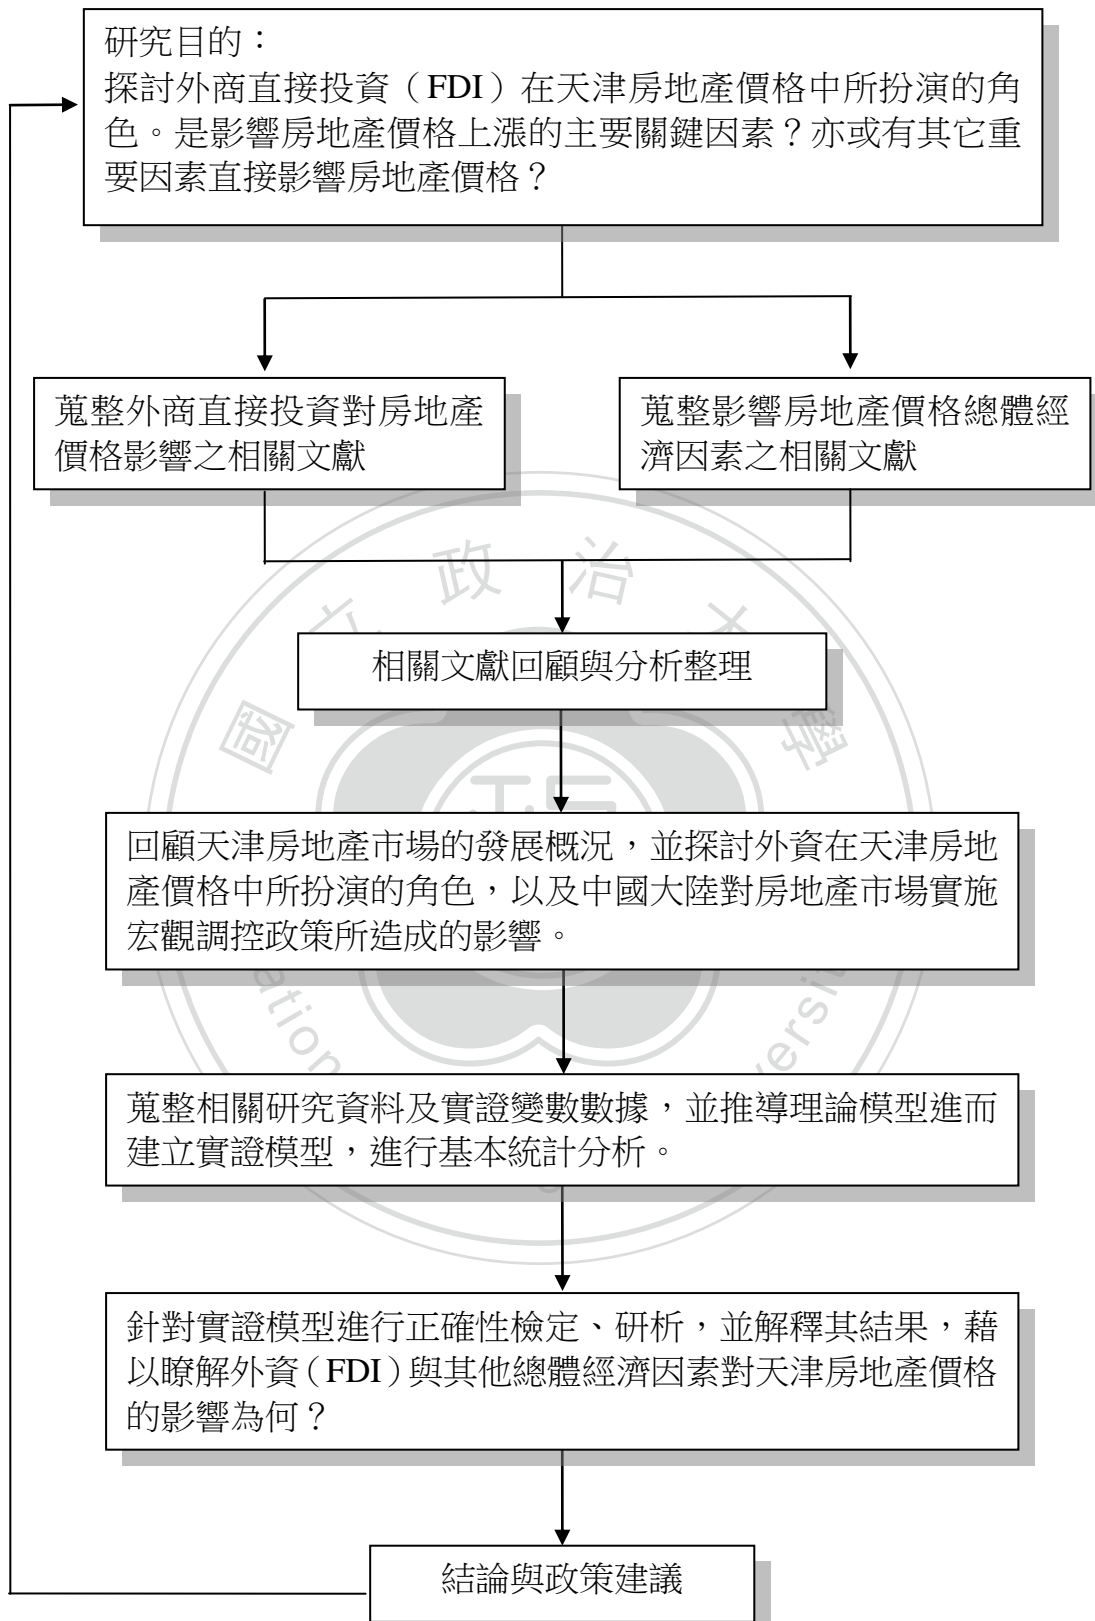 研究目的：
探討外商直接投資（FDI）在天津房地產價格中所扮演的角
色。是影響房地產價格上漲的主要關鍵因素？亦或有其它重
要因素直接影響房地產價格？
蒐整外商直接投資對房地產
價格影響之相關文獻
蒐整影響房地產價格總體經
濟因素之相關文獻
政 治
國 立
學
相關文獻回顧與分析整理
回顧天津房地產市場的發展概況，並探討外資在天津房地
產價格中所扮演的角色，以及中國大陸對房地產市場實施
宏觀調控政策所造成的影響。
蒐整相關研究資料及實證變數數據，並推導理論模型進而
建立實證模型，進行基本統計分析。
針對實證模型進行正確性檢定、研析，並解釋其結果，藉
以瞭解外資（FDI）與其他總體經濟因素對天津房地產價格
的影響為何？
結論與政策建議